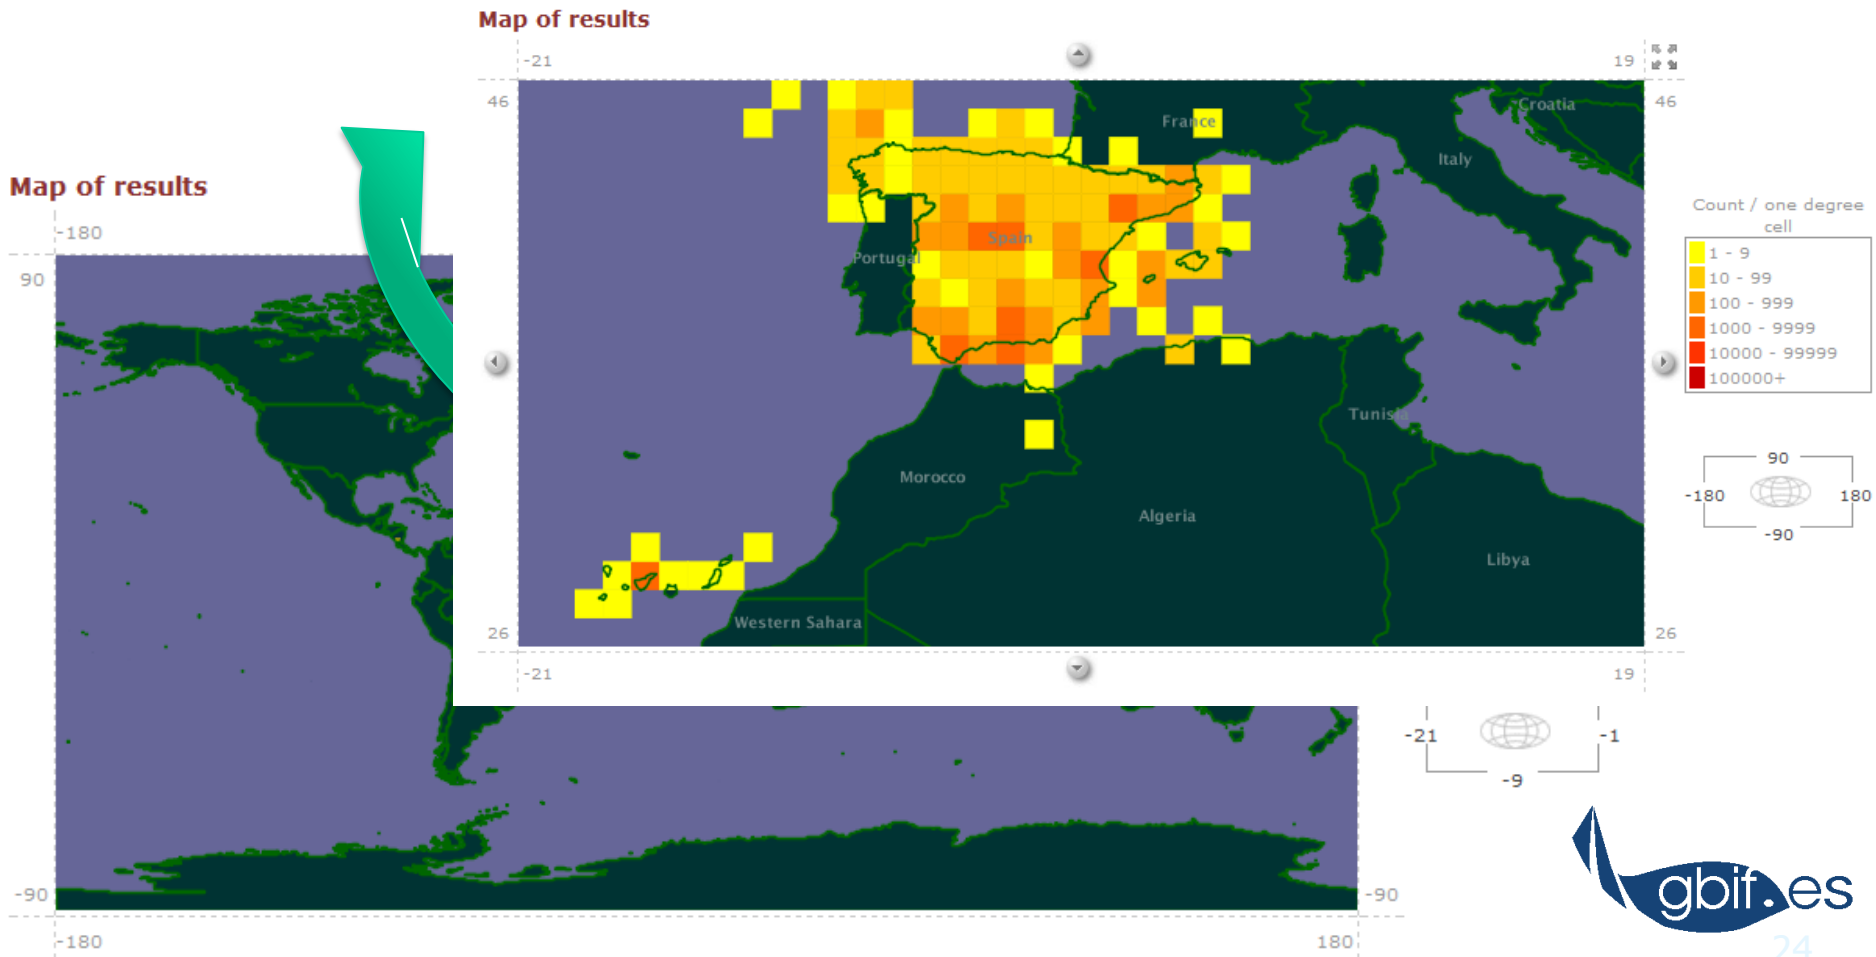 Map of results
-21
19
46
46
France
Croatia
Italy
Spain
Portugal
Tunisia
Morocco
Algeria
Libya
Western Sahara
26
26
-21
19
Count / one degree
cell
1 - 9
10 - 99
100 - 999
1000 - 9999
10000 - 99999
100000+
90
-180
180
-90
Map of results
-180
90
-21
-1
-9
-90
-90
-180
180
gbif.es
24